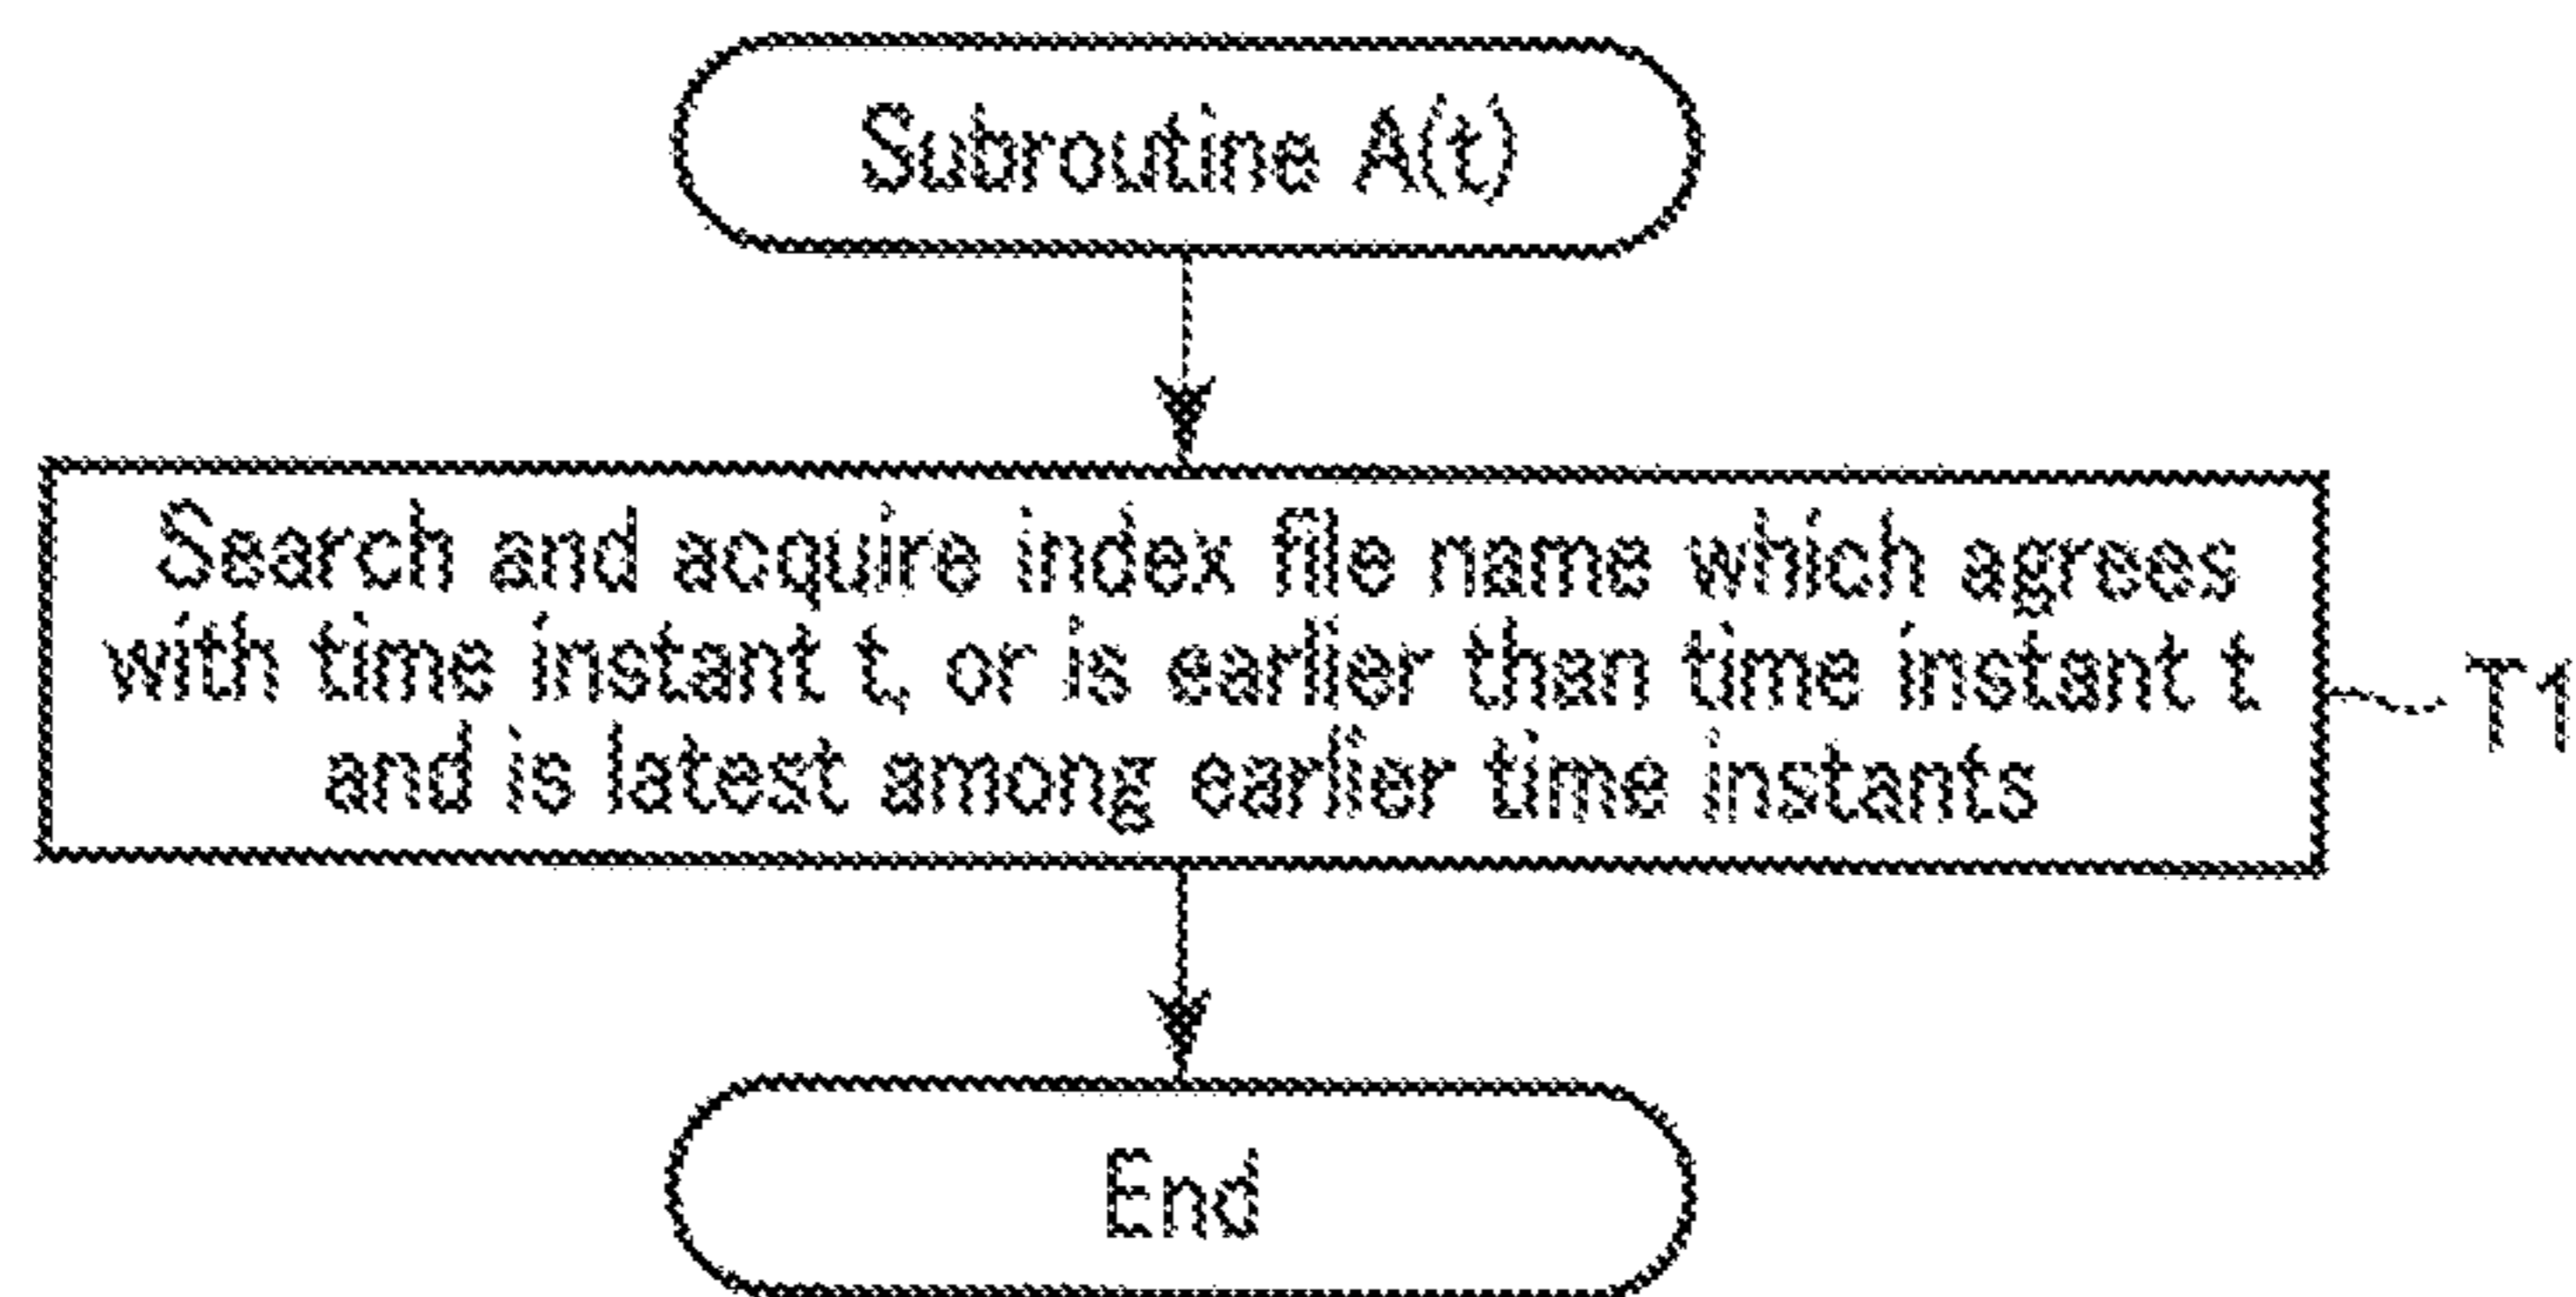 Subroutine A(t)
Search and acquire index file name which agrees
with time instant t, or is earlier than time instant t
and is latest among earlier time instants
T1
End